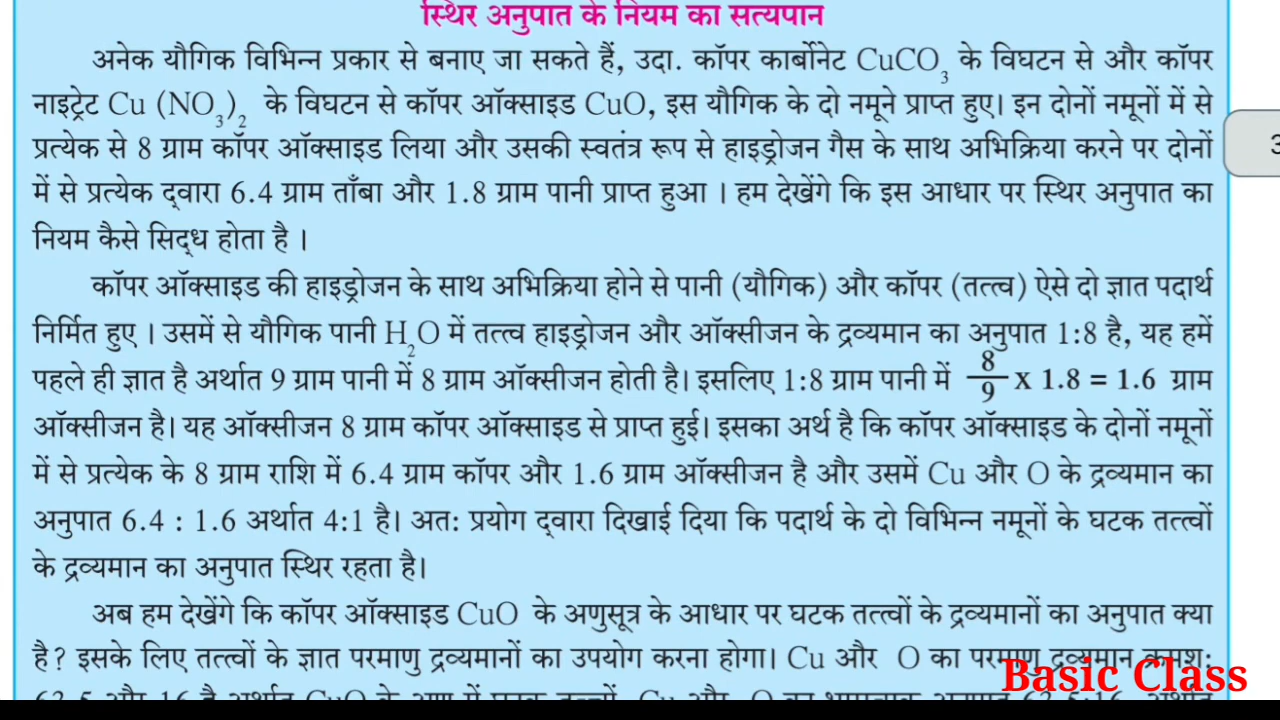 स्थिर अनुपात के नियम का सत्यपान
अनेक यौगिक विभिन्न प्रकार से बनाए जा सकते हैं, उदा. कॉपर कार्बोनेट CuCO₃ के विघटन से और कॉपर
नाइट्रेट Cu (NO₃)₂ के विघटन से कॉपर ऑक्साइड CuO, इस यौगिक के दो नमूने प्राप्त हुए। इन दोनों नमूनों में से
प्रत्येक से 8 ग्राम कॉपर ऑक्साइड लिया और उसकी स्वतंत्र रूप से हाइड्रोजन गैस के साथ अभिक्रिया करने पर दोनों
में से प्रत्येक द्वारा 6.4 ग्राम ताँबा और 1.8 ग्राम पानी प्राप्त हुआ । हम देखेंगे कि इस आधार पर स्थिर अनुपात का
नियम कैसे सिद्ध होता है ।
कॉपर ऑक्साइड की हाइड्रोजन के साथ अभिक्रिया होने से पानी (यौगिक) और कॉपर (तत्त्व) ऐसे दो ज्ञात पदार्थ
निर्मित हुए । उसमें से यौगिक पानी H₂O में तत्त्व हाइड्रोजन और ऑक्सीजन के द्रव्यमान का अनुपात 1:8 है, यह हमें
पहले ही ज्ञात है अर्थात 9 ग्राम पानी में 8 ग्राम ऑक्सीजन होती है। इसलिए 1:8 ग्राम पानी में 8/9 x 1.8 = 1.6 ग्राम
ऑक्सीजन है। यह ऑक्सीजन 8 ग्राम कॉपर ऑक्साइड से प्राप्त हुई। इसका अर्थ है कि कॉपर ऑक्साइड के दोनों नमूनों
में से प्रत्येक के 8 ग्राम राशि में 6.4 ग्राम कॉपर और 1.6 ग्राम ऑक्सीजन है और उसमें Cu और O के द्रव्यमान का
अनुपात 6.4 : 1.6 अर्थात 4:1 है। अत: प्रयोग द्वारा दिखाई दिया कि पदार्थ के दो विभिन्न नमूनों के घटक तत्त्वों
के द्रव्यमान का अनुपात स्थिर रहता है।
अब हम देखेंगे कि कॉपर ऑक्साइड CuO के अणुसूत्र के आधार पर घटक तत्त्वों के द्रव्यमानों का अनुपात क्या
है? इसके लिए तत्त्वों के ज्ञात परमाणु द्रव्यमानों का उपयोग करना होगा। Cu और O का परमाणु द्रव्यमान क्रमश:
Basic Class